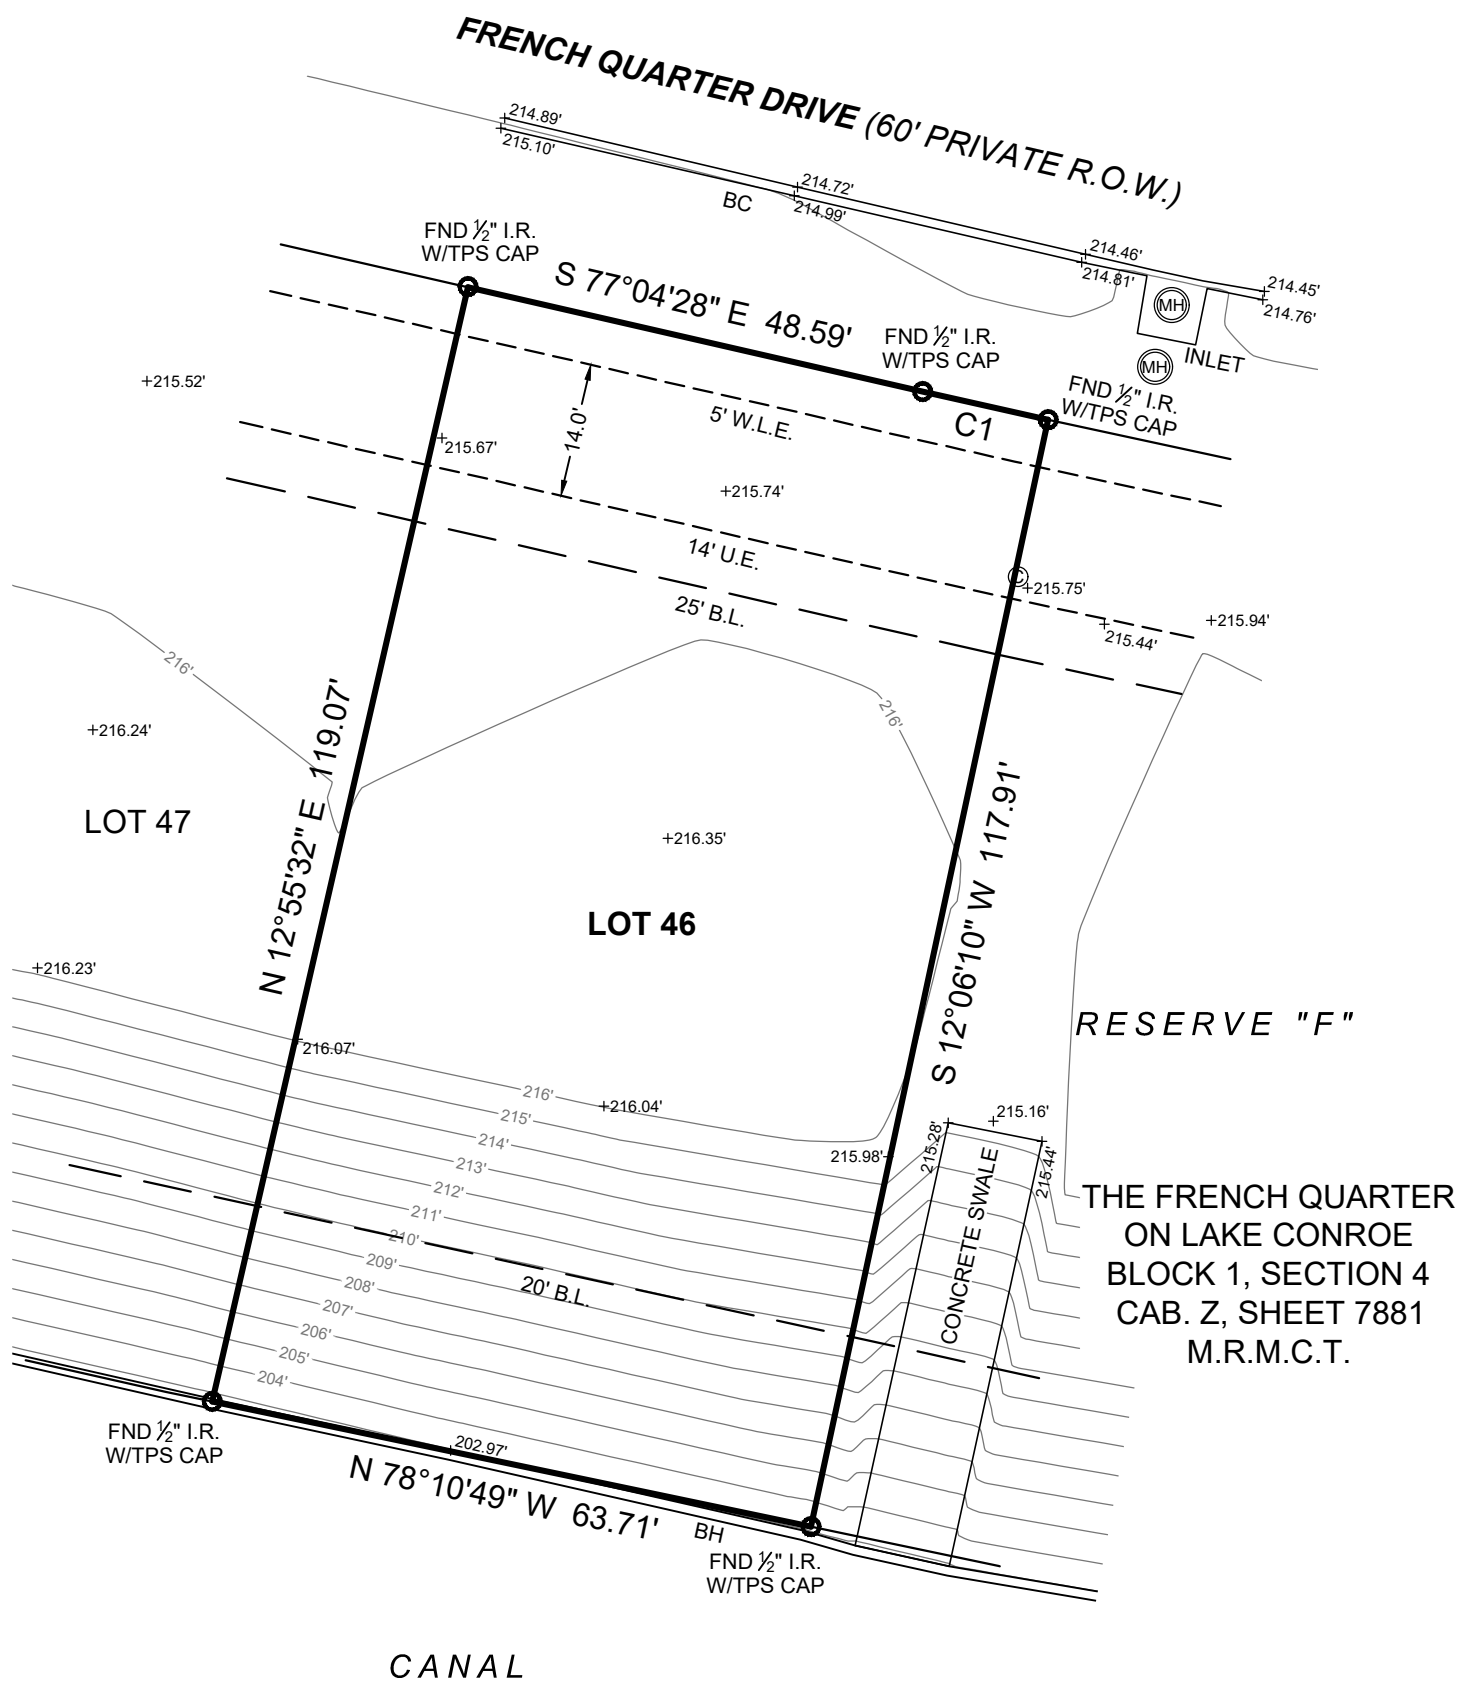 FRENCH QUARTER DRIVE (60' PRIVATE R.O.W.)
214.89'
215.10'
214.72'
214.99'
BC
214.46'
214.81'
214.45'
214.76'
MH
MH
INLET
FND ½" I.R.
W/TPS CAP
S 77°04'28" E 48.59'
FND ½" I.R.
W/TPS CAP
FND ½" I.R.
W/TPS CAP
C1
+215.52'
215.67'
14.0'
5' W.L.E.
+215.74'
14' U.E.
25' B.L.
C
+215.75'
215.44'
+215.94'
216'
216'
+216.24'
LOT 47
N 12°55'32" E 119.07'
+216.35'
LOT 46
S 12°06'10" W 117.91'
+216.23'
216.07'
RESERVE "F"
+216.04'
215.98'
215.28'
215.16'
215.44'
CONCRETE SWALE
216'
215'
214'
213'
212'
211'
210'
209'
208'
207'
206'
205'
204'
20' B.L.
THE FRENCH QUARTER
ON LAKE CONROE
BLOCK 1, SECTION 4
CAB. Z, SHEET 7881
M.R.M.C.T.
FND ½" I.R.
W/TPS CAP
202.97'
N 78°10'49" W 63.71'
BH
FND ½" I.R.
W/TPS CAP
CANAL